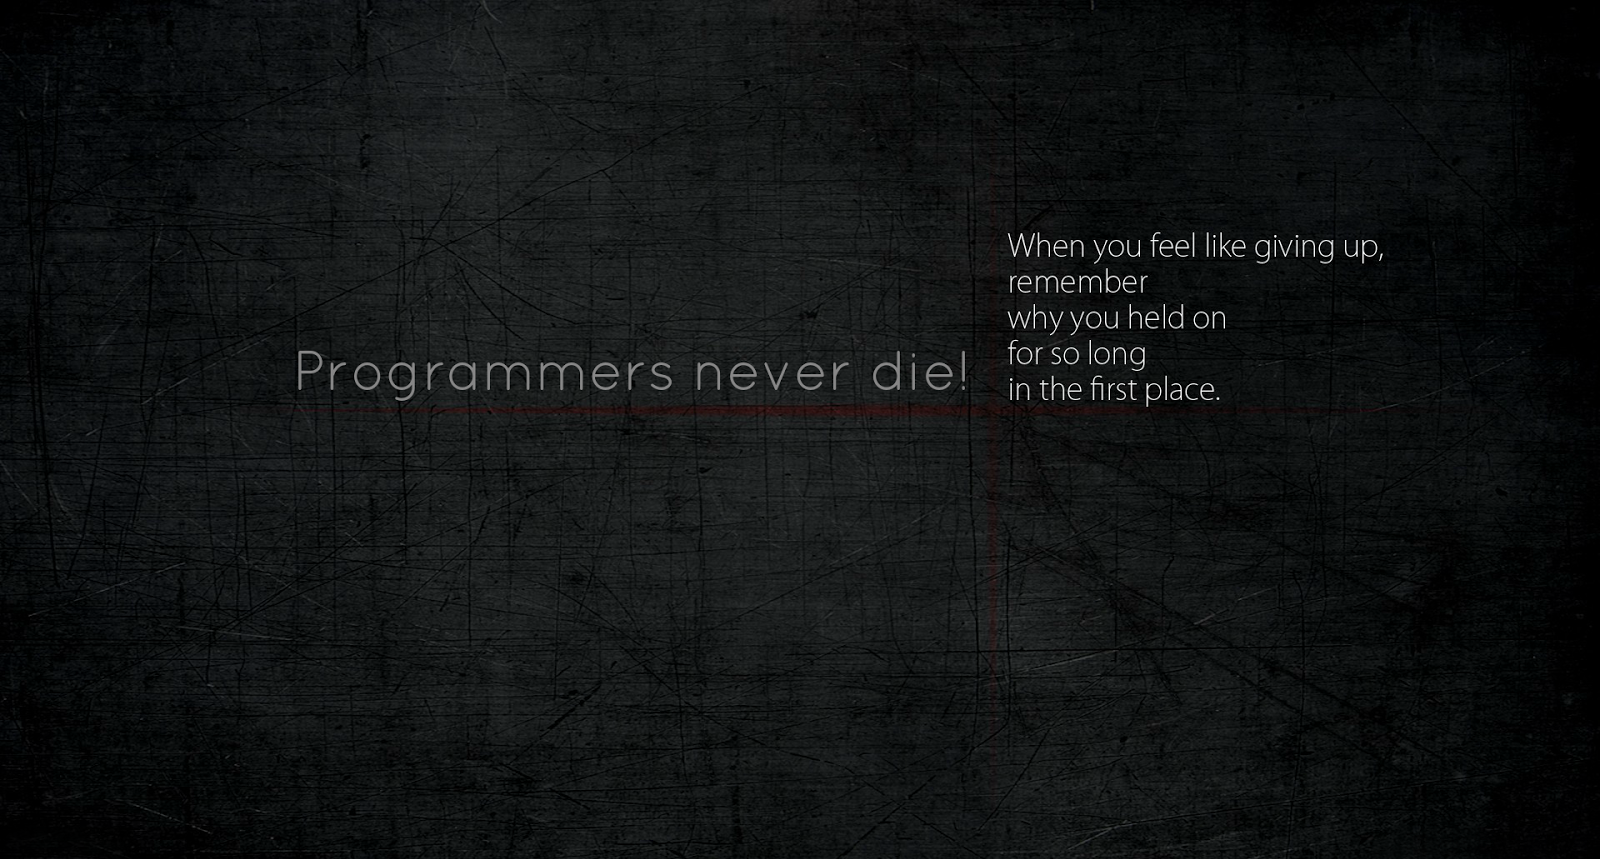 Programmers never die!
When you feel like giving up,
remember
why you held on
for so long
in the first place.